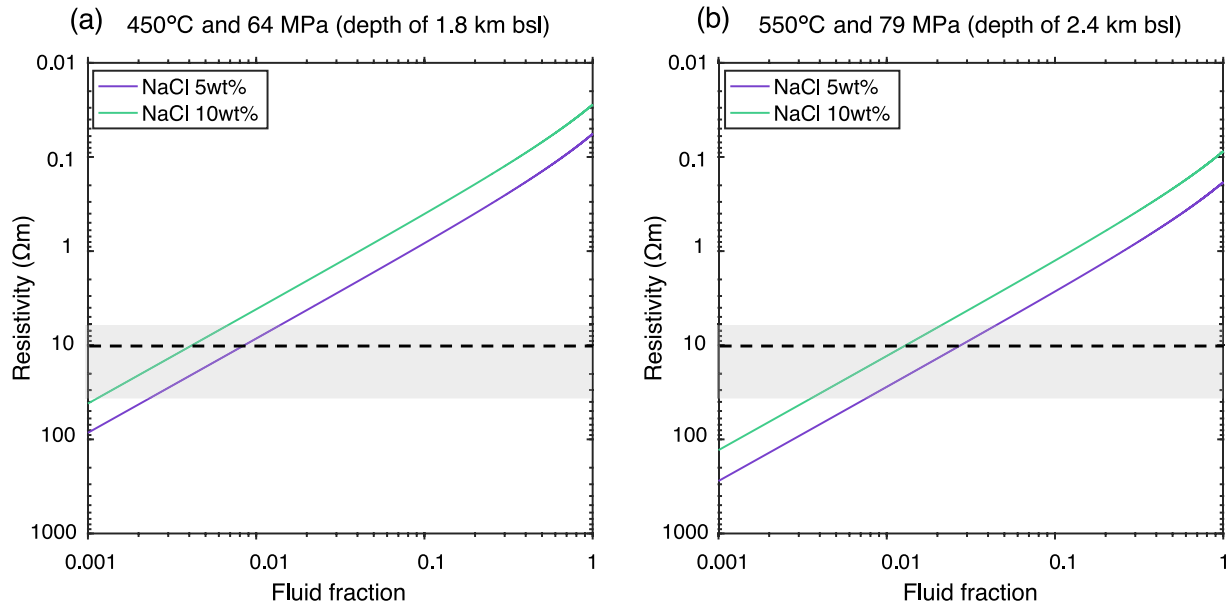 (a) 450°C and 64 MPa (depth of 1.8 km bsl)
NaCl 5wt%
NaCl 10wt%
0.01
0.1
1
10
100
1000
Resistivity (Ωm)
0.001 0.01 0.1 1
Fluid fraction
(b) 550°C and 79 MPa (depth of 2.4 km bsl)
NaCl 5wt%
NaCl 10wt%
0.01
0.1
1
10
100
1000
Resistivity (Ωm)
0.001 0.01 0.1 1
Fluid fraction